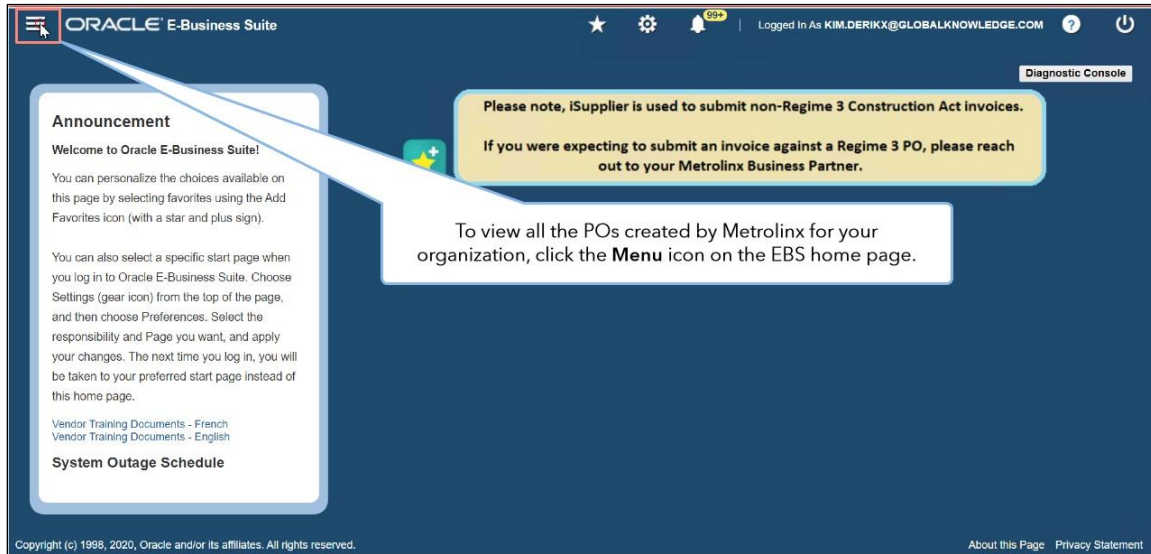 ORACLE E-Business Suite
99+
Logged In As KIM.DERIKX@GLOBALKNOWLEDGE.COM
?
Diagnostic Console
Announcement
Welcome to Oracle E-Business Suite!
You can personalize the choices available on
this page by selecting favorites using the Add
Favorites icon (with a star and plus sign).
You can also select a specific start page when
you log in to Oracle E-Business Suite. Choose
Settings (gear icon) from the top of the page,
and then choose Preferences. Select the
responsibility and Page you want, and apply
your changes. The next time you log in, you will
be taken to your preferred start page instead of
this home page.
Vendor Training Documents - French
Vendor Training Documents - English
System Outage Schedule
Please note, iSupplier is used to submit non-Regime 3 Construction Act invoices.
If you were expecting to submit an invoice against a Regime 3 PO, please reach
out to your Metrolinx Business Partner.
To view all the POs created by Metrolinx for your
organization, click the Menu icon on the EBS home page.
Copyright (c) 1998, 2020, Oracle and/or its affiliates. All rights reserved.
About this Page Privacy Statement